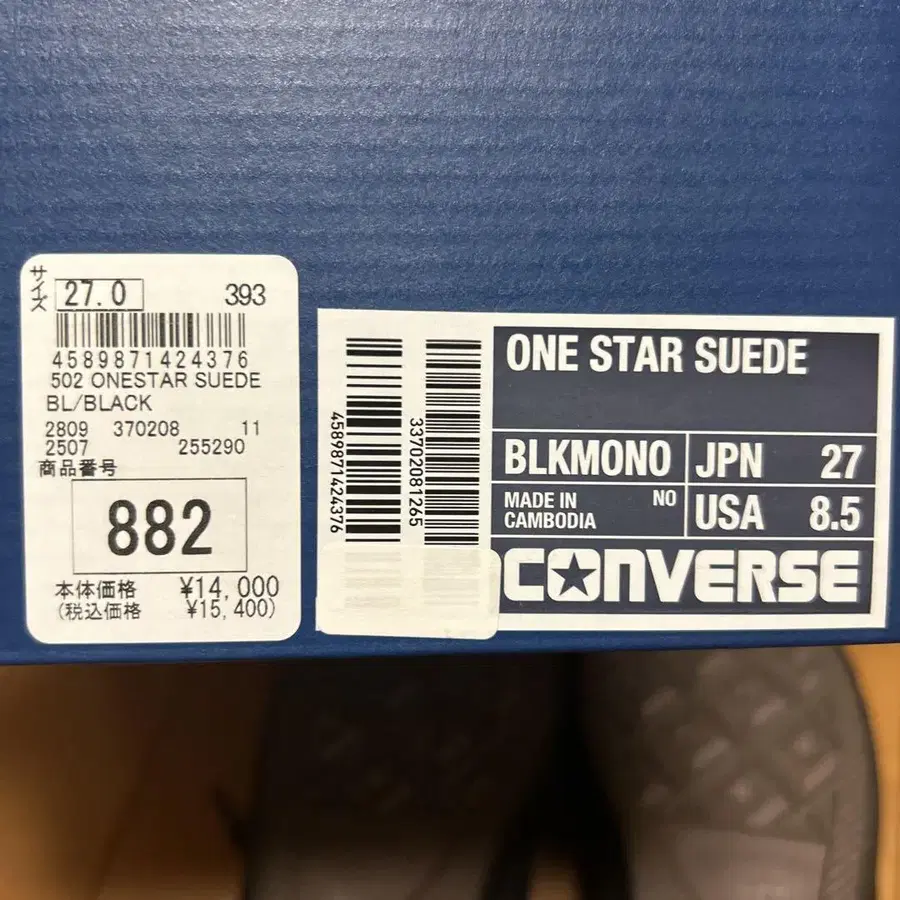 サイズ 27.0 393
4589871424376
502 ONESTAR SUEDE
BL/BLACK
2809 370208 11
2507 255290
商品番号
882
本体価格 ¥14,000
(税込価格 ¥15,400)
4589871424376
33702081265
ONE STAR SUEDE
BLKMONO JPN 27
MADE IN CAMBODIA NO USA 8.5
CONVERSE